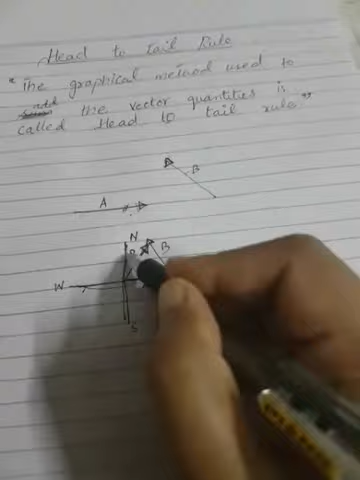 Head to tail Rule
"The graphical method used to
add the vector quantities is
called Head to tail rule"
B
A
N
R B
W
S